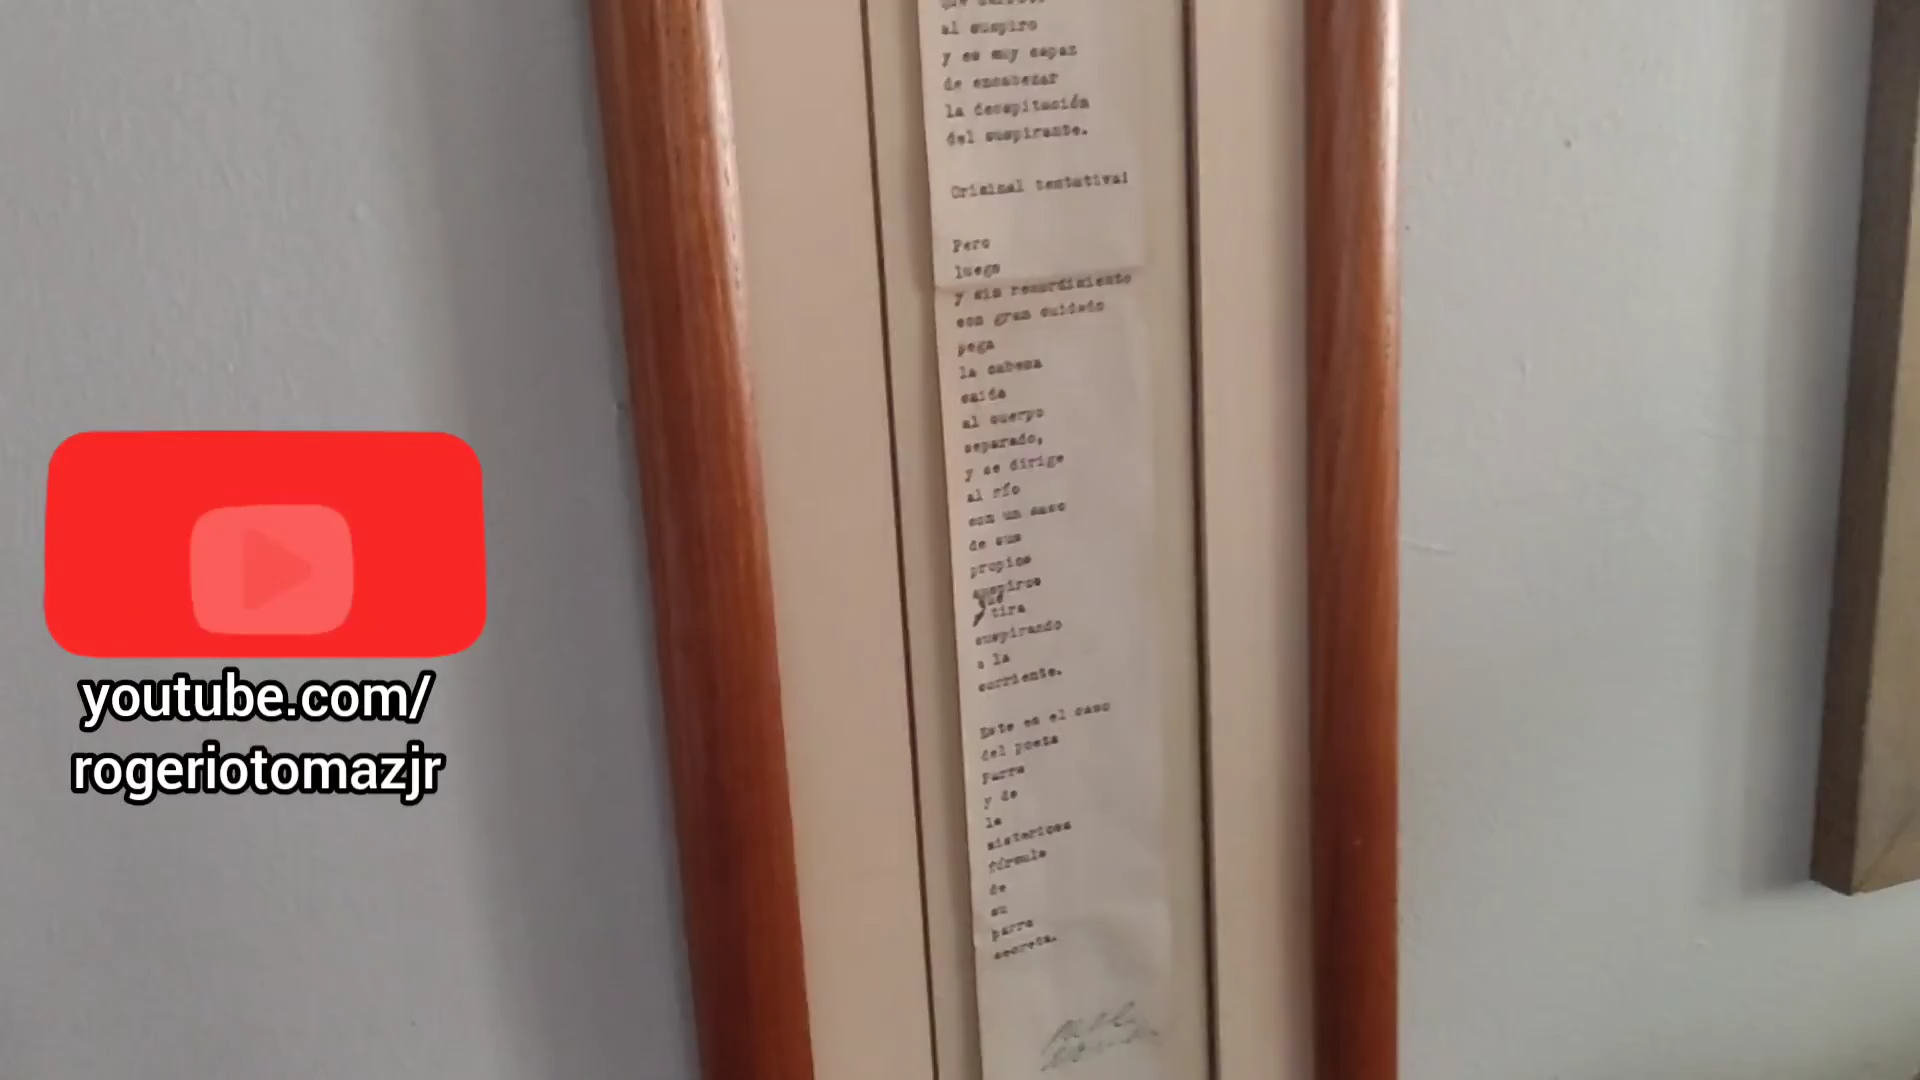 al suspiro
y es muy capaz
de encabezar
la decapitación
del suspirante.
Original tentativa!
Pero
luego
y sin remordimiento
con gran cuidado
pega
la cabeza
caída
al cuerpo
separado,
y se dirige
al río
con un saco
de sus
propios
suspiros
que
tira
suspirando
a la
corriente.
Este es el caso
del poeta
Parra
y de
la
misteriosa
fórmula
de
su
parra
secreta.
youtube.com/
rogeriotomazjr